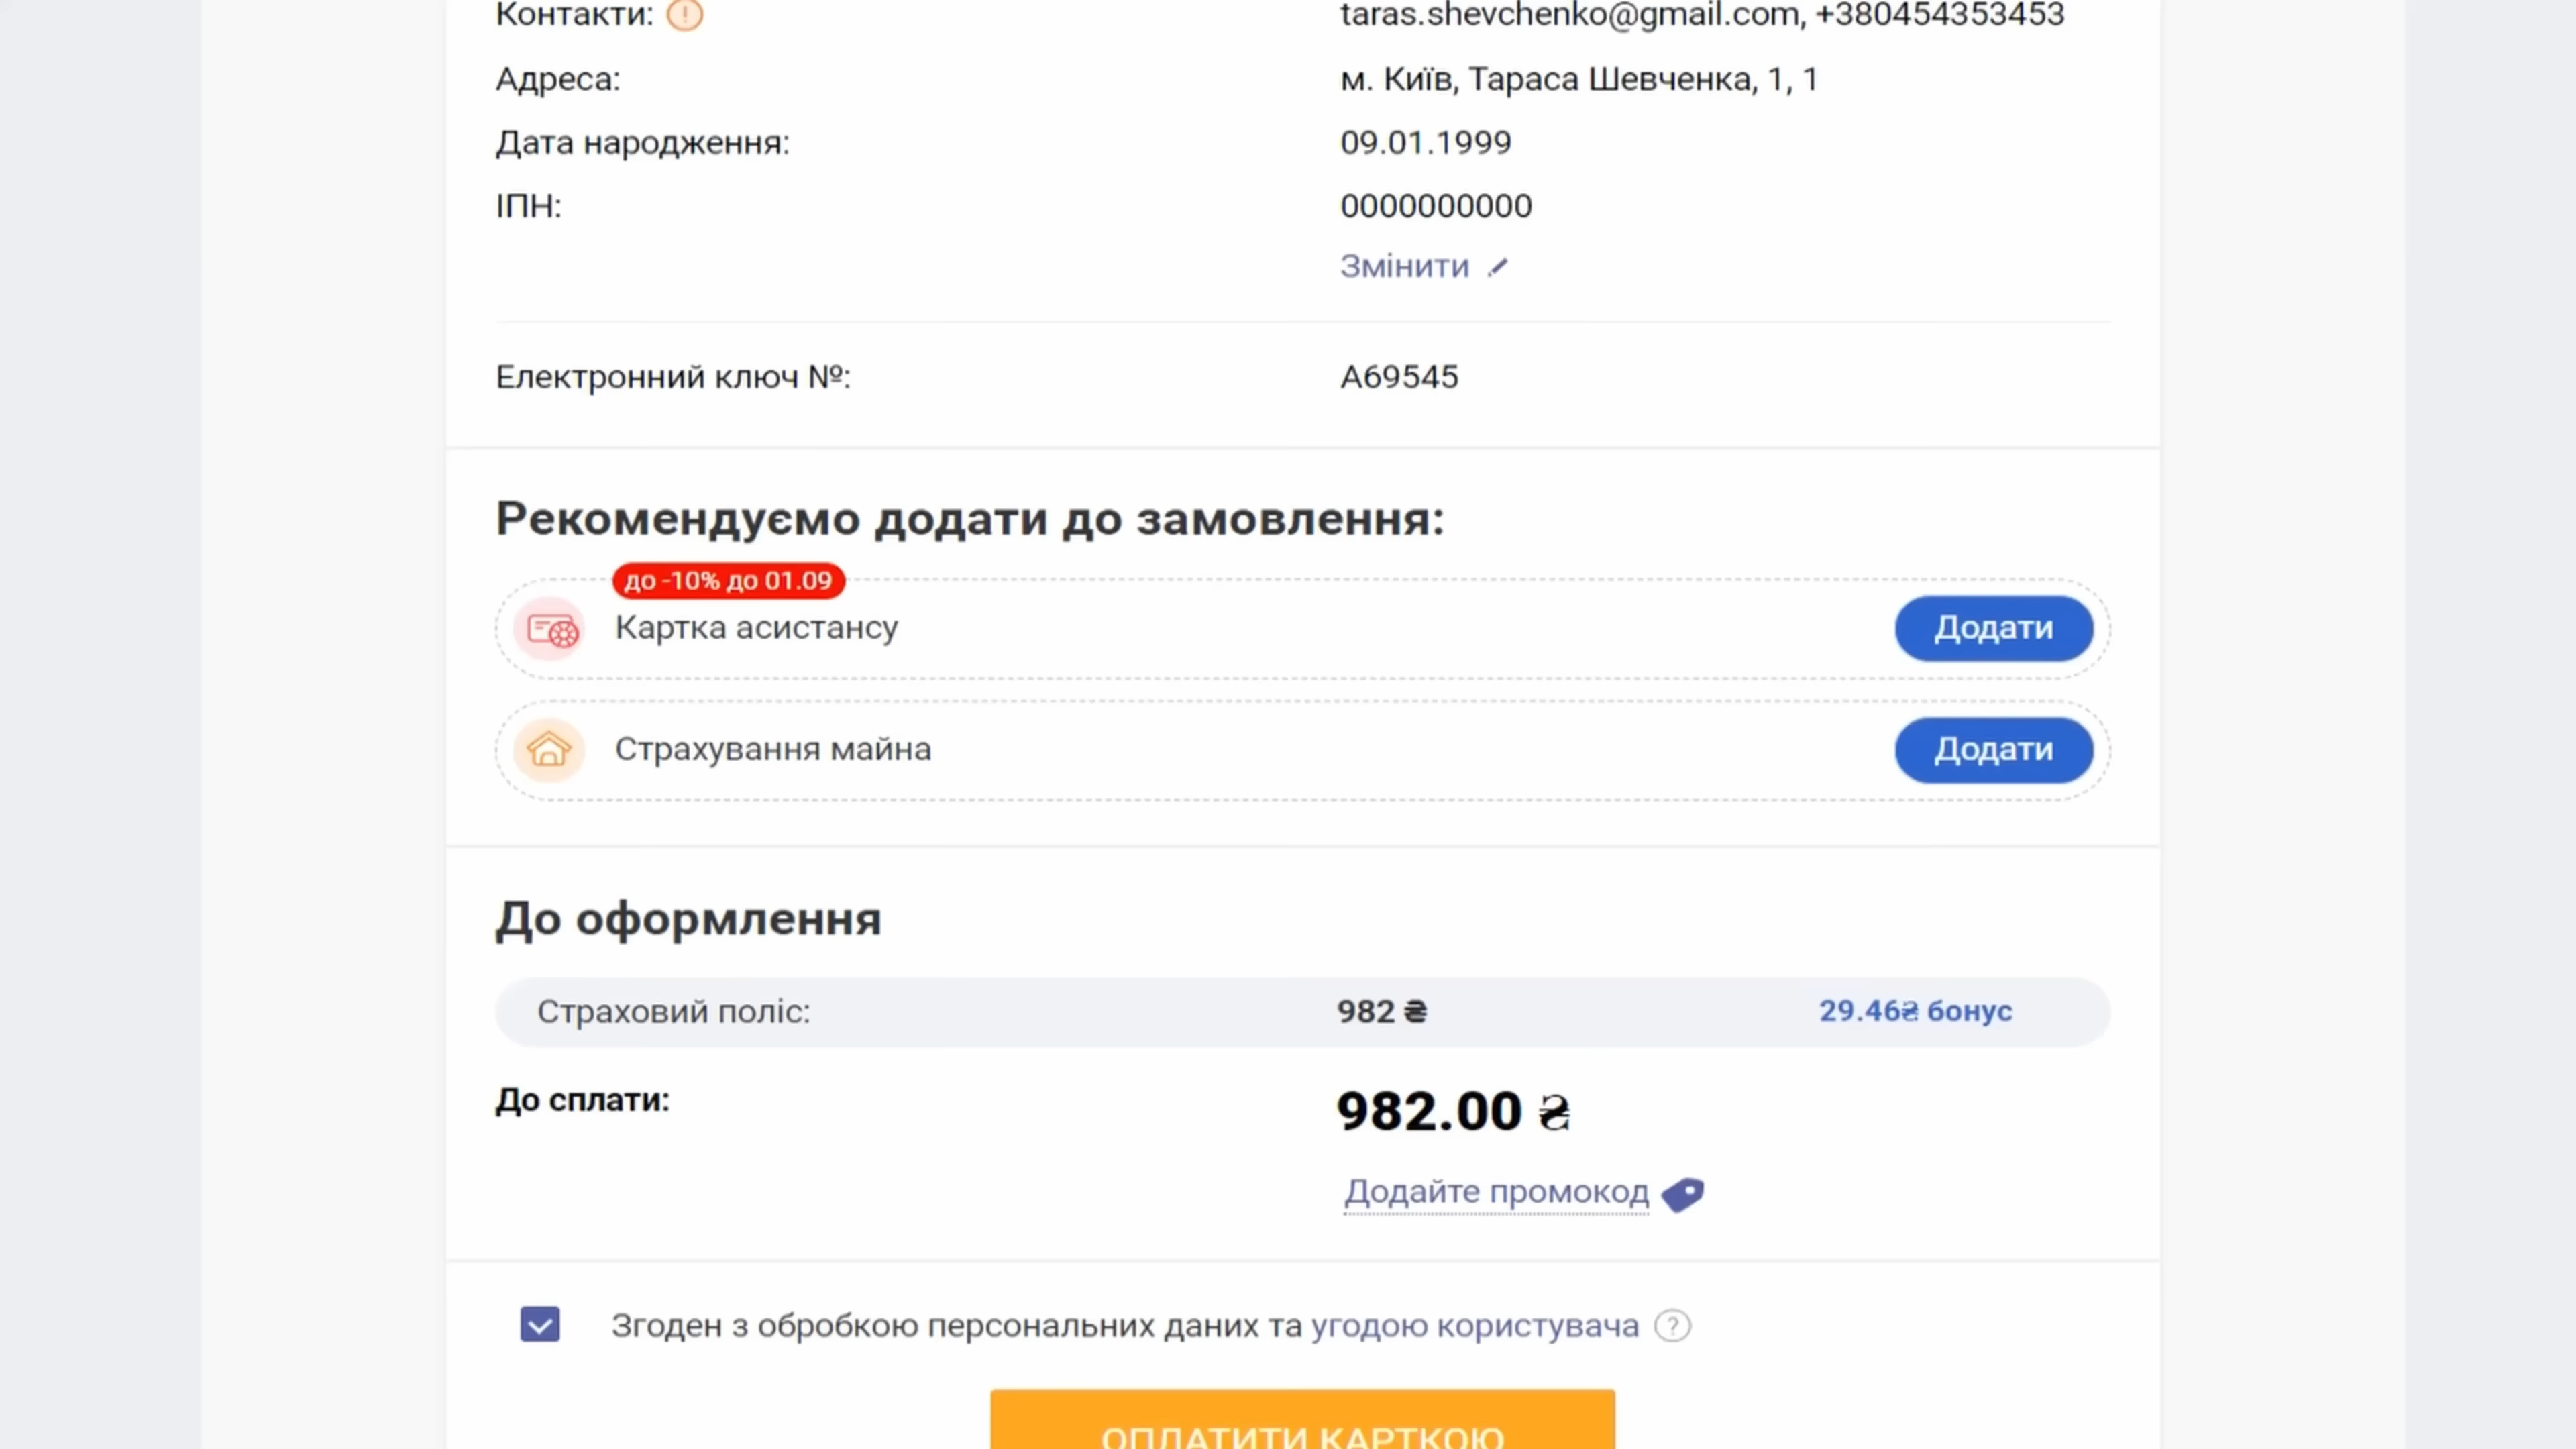 Контакти: taras.shevchenko@gmail.com, +380454353453
Адреса: м. Київ, Тараса Шевченка, 1, 1
Дата народження: 09.01.1999
ІПН: 0000000000
Змінити
Електронний ключ №: А69545
Рекомендуємо додати до замовлення:
до -10% до 01.09
Картка асистансу Додати
Страхування майна Додати
До оформлення
Страховий поліс: 982 ₴ 29.46₴ бонус
До сплати: 982.00 ₴
Додайте промокод
Згоден з обробкою персональних даних та угодою користувача ?
ОПЛАТИТИ КАРТКОЮ